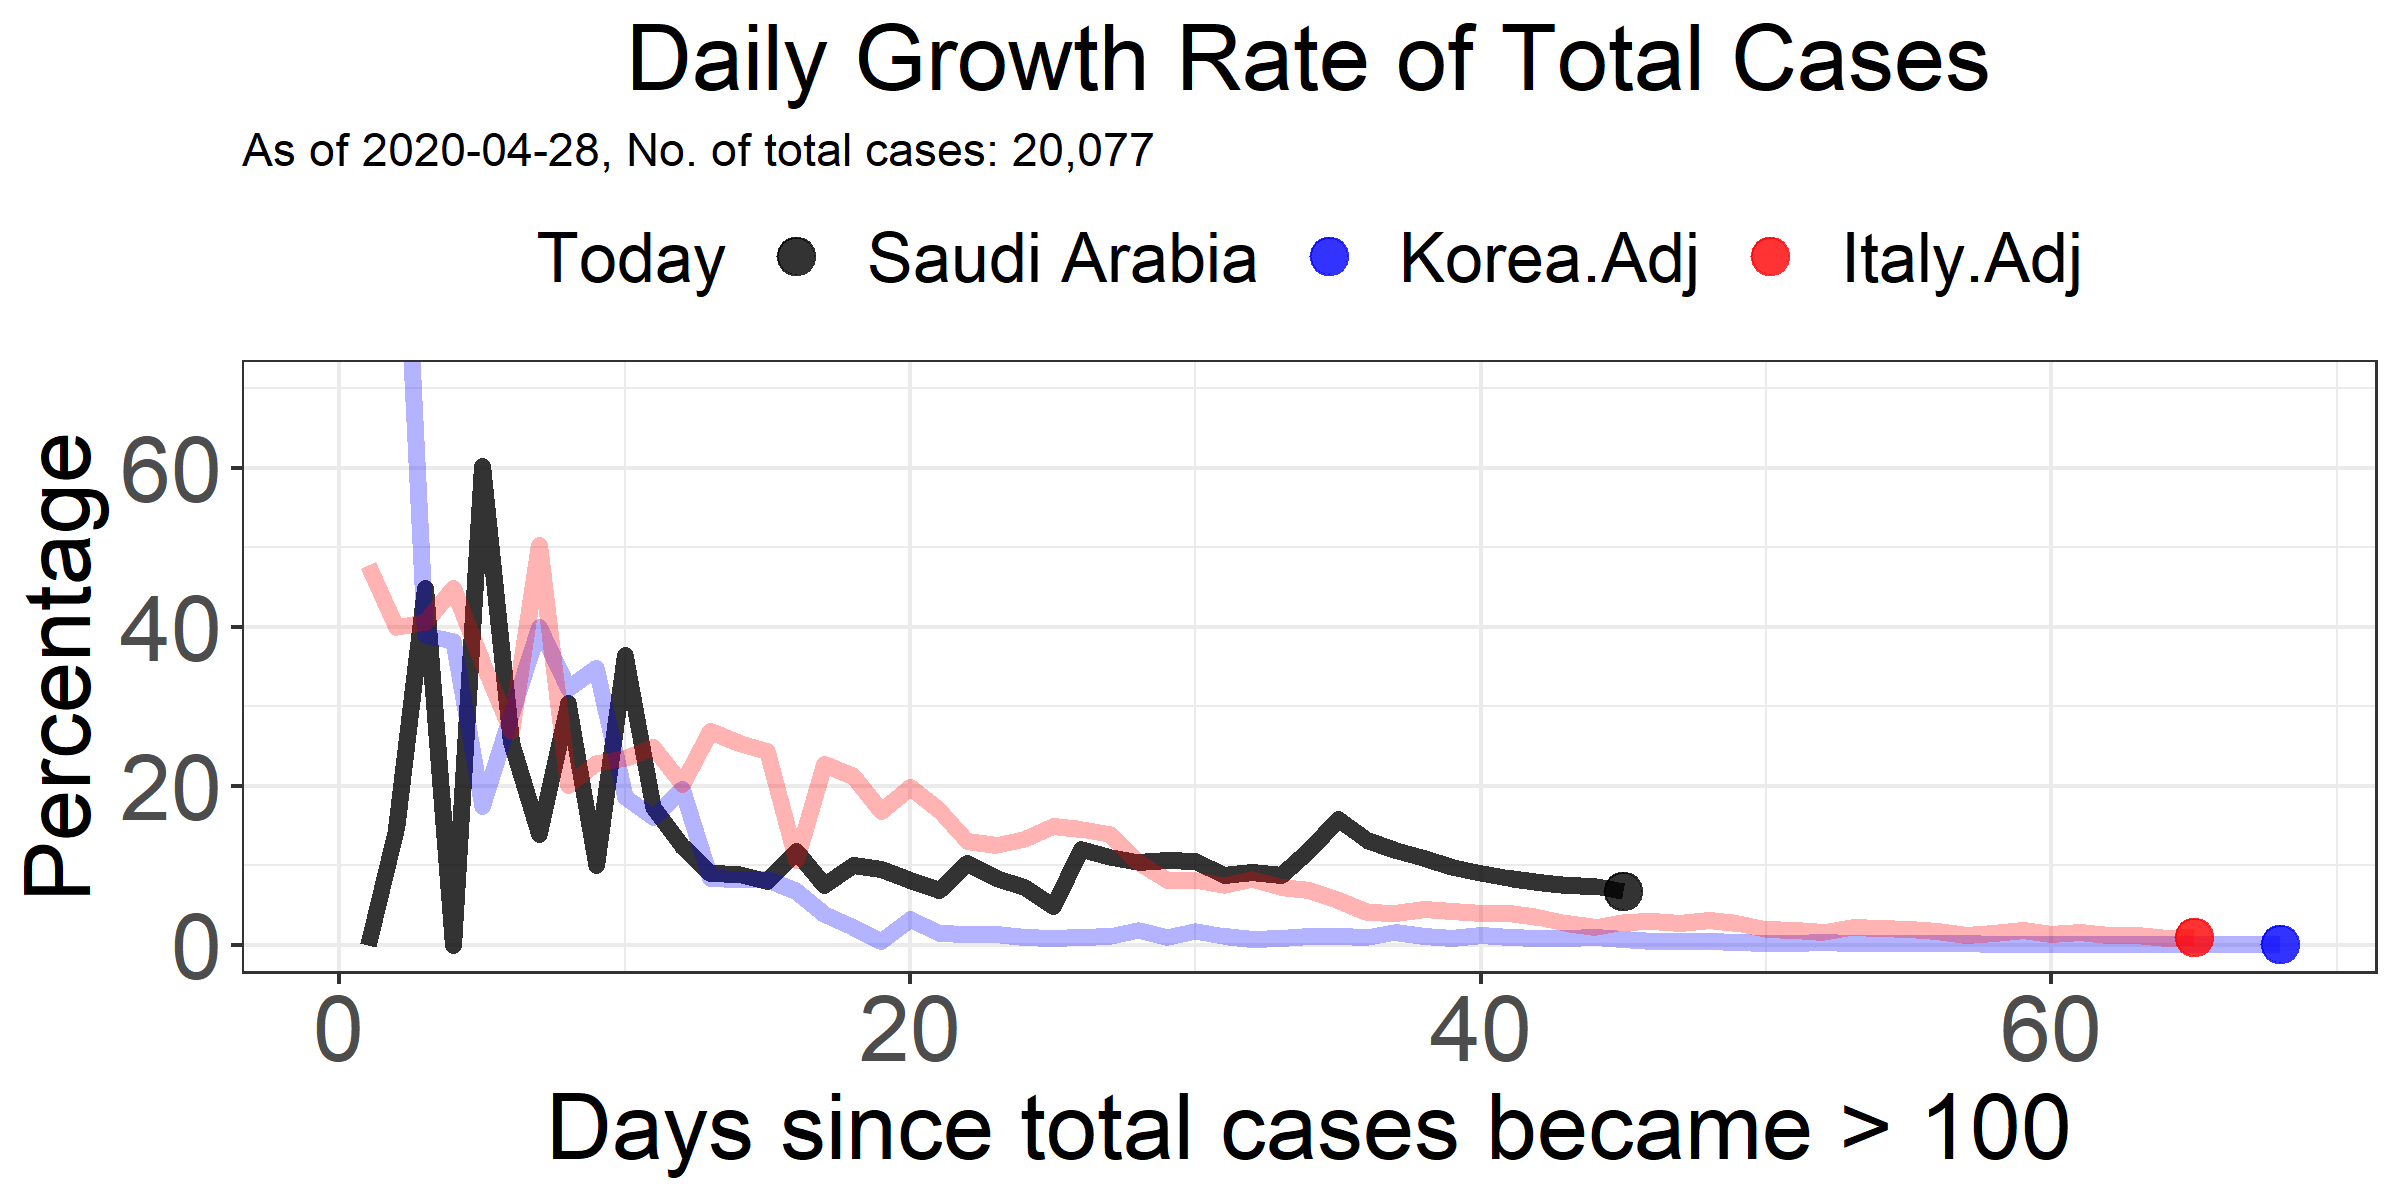 Daily Growth Rate of Total Cases
As of 2020-04-28, No. of total cases: 20,077
Today Saudi Arabia Korea.Adj Italy.Adj
Percentage
60
40
20
0
0 20 40 60
Days since total cases became > 100